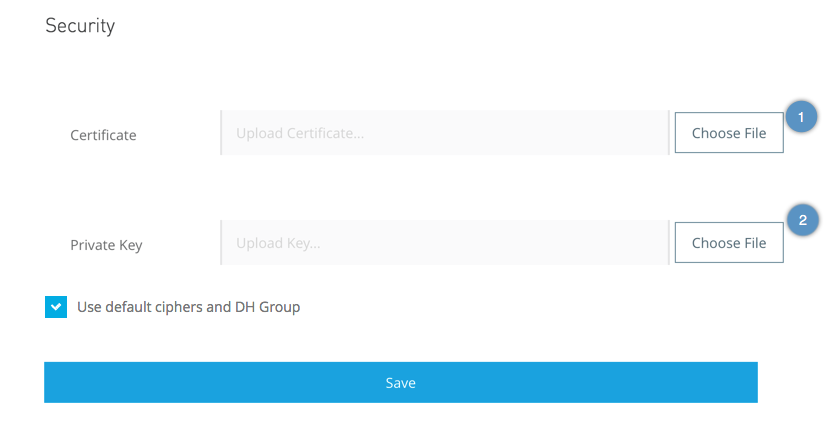 Security
Certificate Upload Certificate... Choose File 1
Private Key Upload Key... Choose File 2
Use default ciphers and DH Group
Save